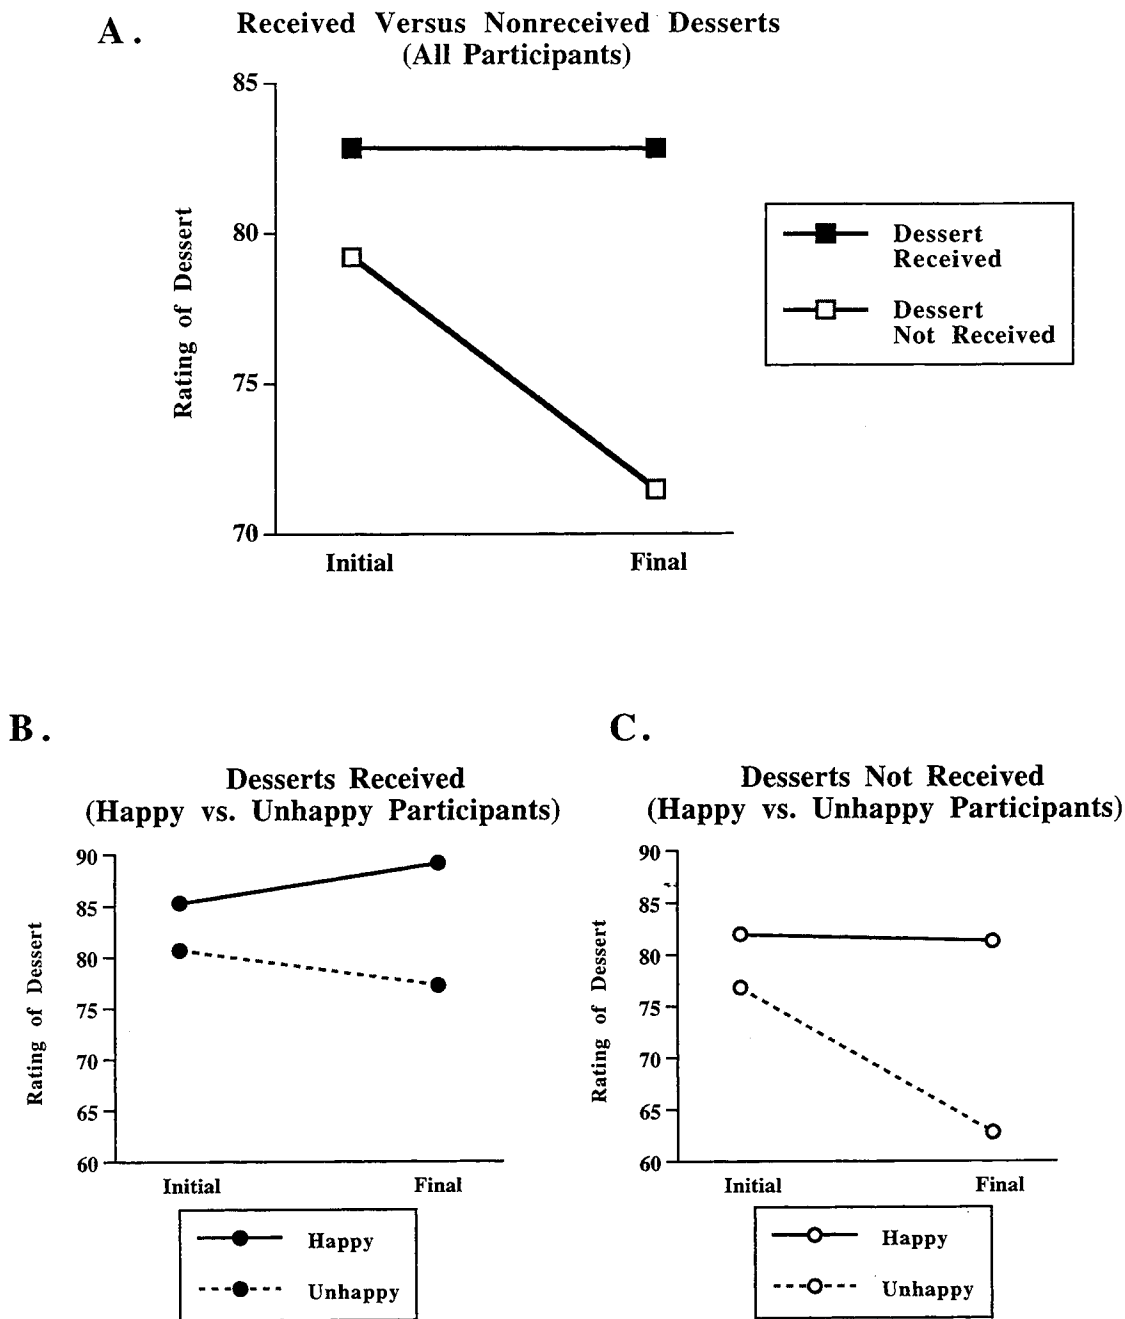 A.
Received Versus Nonreceived Desserts
(All Participants)
85
80
75
70
Rating of Dessert
Initial
Final
Dessert
Received
Dessert
Not Received
B.
Desserts Received
(Happy vs. Unhappy Participants)
90
85
80
75
70
65
60
Rating of Dessert
Initial
Final
Happy
Unhappy
C.
Desserts Not Received
(Happy vs. Unhappy Participants)
90
85
80
75
70
65
60
Rating of Dessert
Initial
Final
Happy
Unhappy